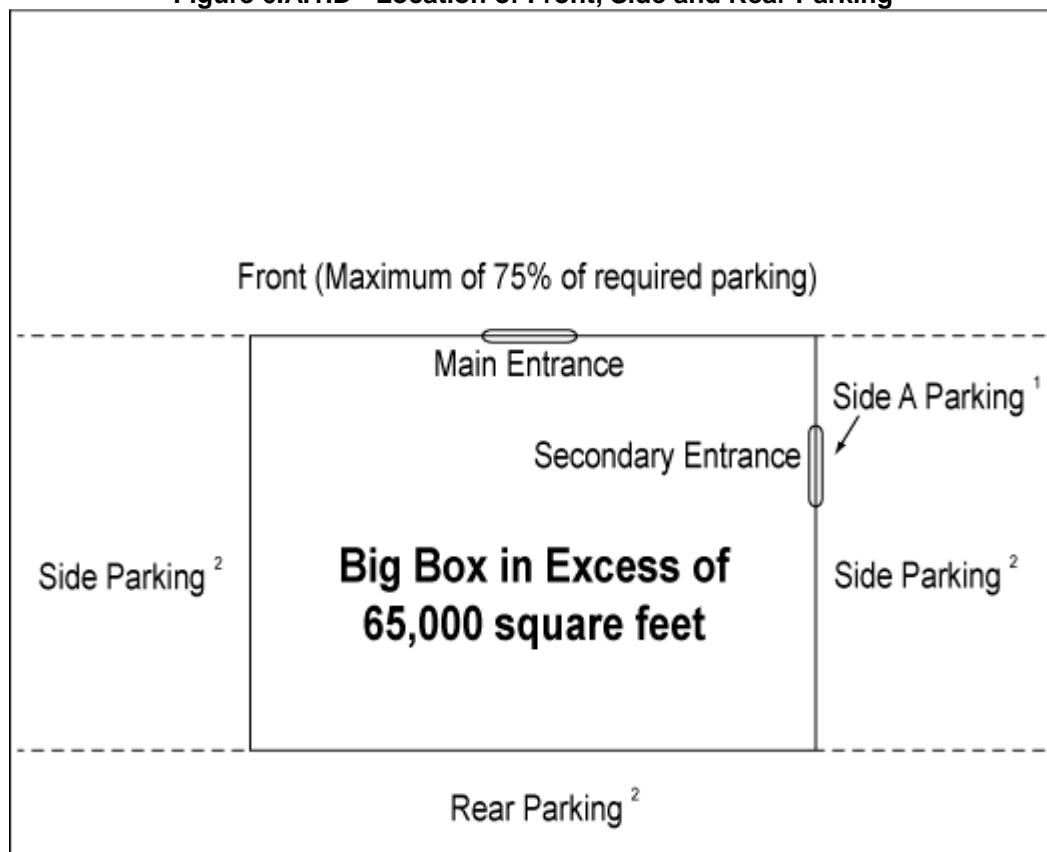 Front (Maximum of 75% of required parking)
Main Entrance
Side A Parking 1
Secondary Entrance
Side Parking 2
Big Box in Excess of
65,000 square feet
Side Parking 2
Rear Parking 2